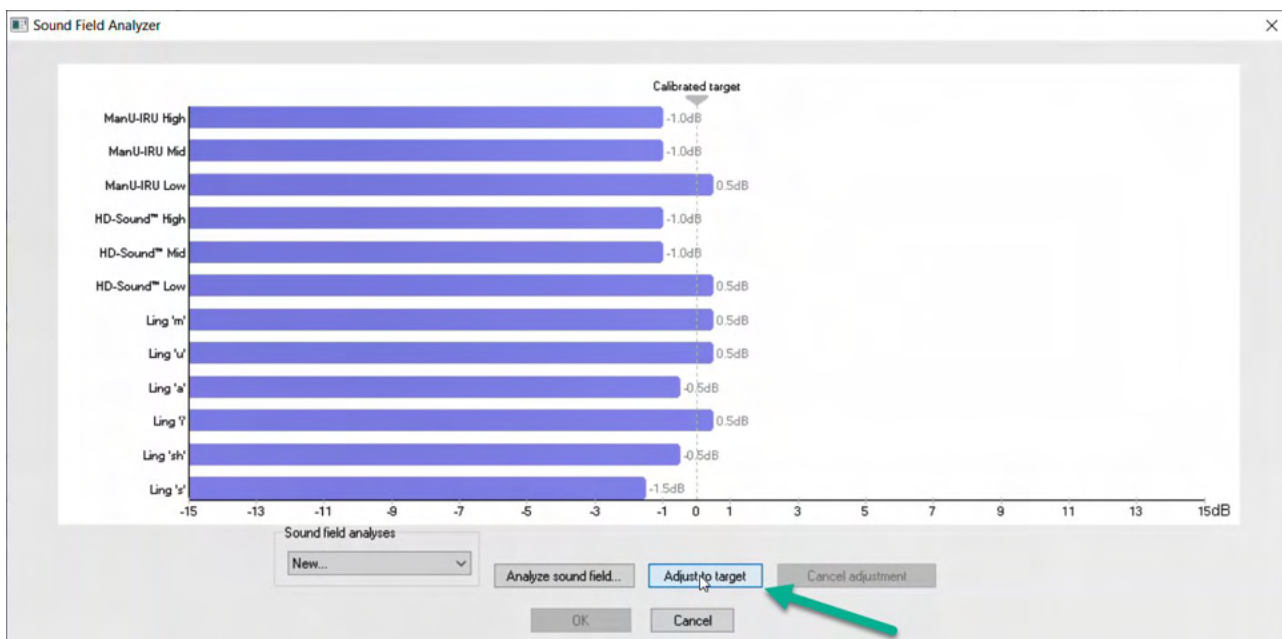 Sound Field Analyzer
Calibrated target
ManU-IRU High -1.0dB
ManU-IRU Mid -1.0dB
ManU-IRU Low 0.5dB
HD-Sound™ High -1.0dB
HD-Sound™ Mid -1.0dB
HD-Sound™ Low 0.5dB
Ling 'm' 0.5dB
Ling 'u' 0.5dB
Ling 'a' -0.5dB
Ling 'i' 0.5dB
Ling 'sh' -0.5dB
Ling 's' -1.5dB
-15 -13 -11 -9 -7 -5 -3 -1 0 1 3 5 7 9 11 13 15dB
Sound field analyses
New...
Analyze sound field... Adjust to target Cancel adjustment
OK Cancel